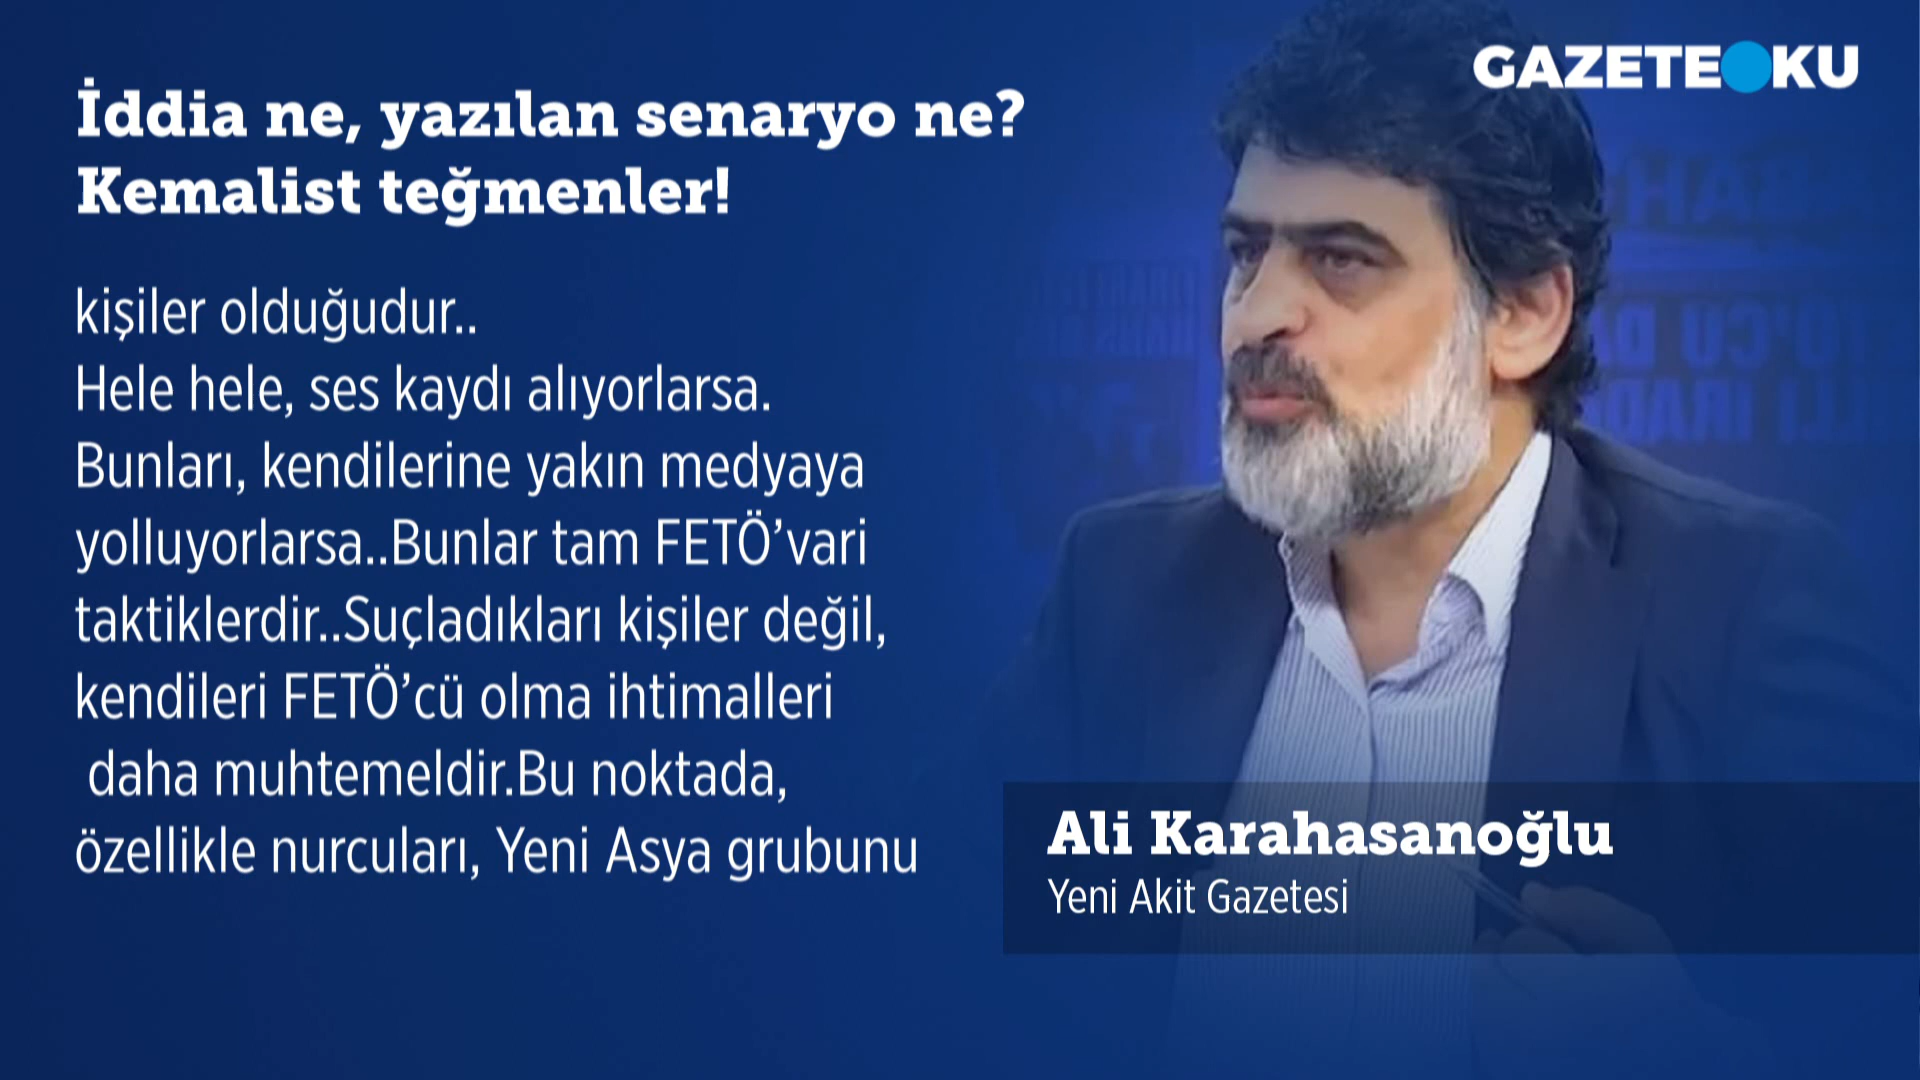 GAZETEOKU
İddia ne, yazılan senaryo ne?
Kemalist teğmenler!
kişiler olduğudur..
Hele hele, ses kaydı alıyorlarsa.
Bunları, kendilerine yakın medyaya
yolluyorlarsa..Bunlar tam FETÖ’vari
taktiklerdir..Suçladıkları kişiler değil,
kendileri FETÖ’cü olma ihtimalleri
daha muhtemeldir.Bu noktada,
özellikle nurcuları, Yeni Asya grubunu
Ali Karahasanoğlu
Yeni Akit Gazetesi